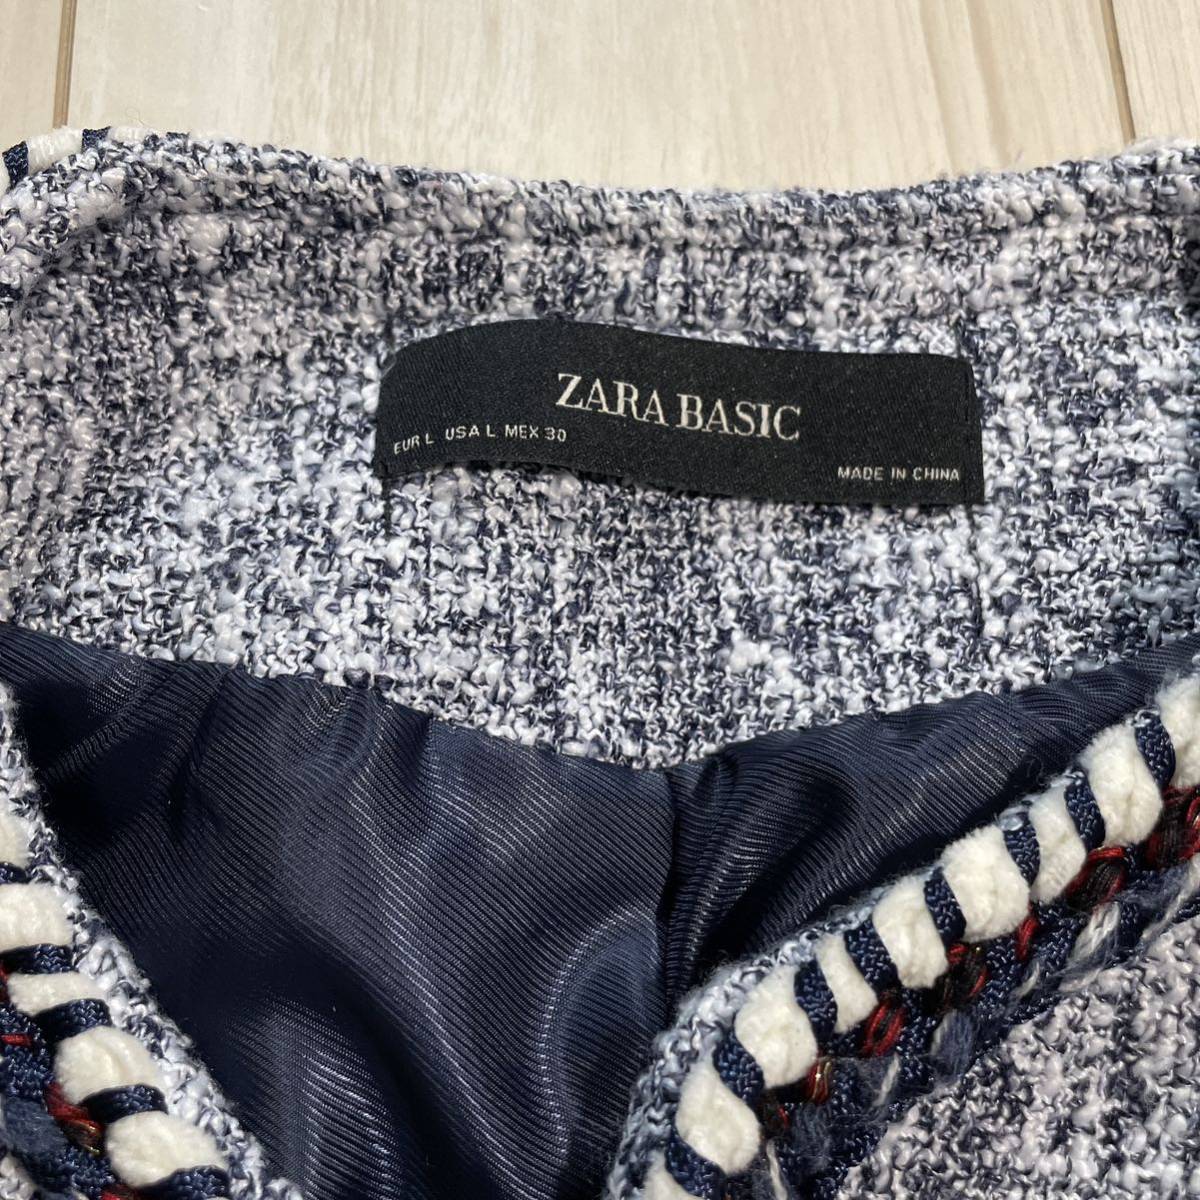 ZARA BASIC
EUR L USA L MEX 30
MADE IN CHINA